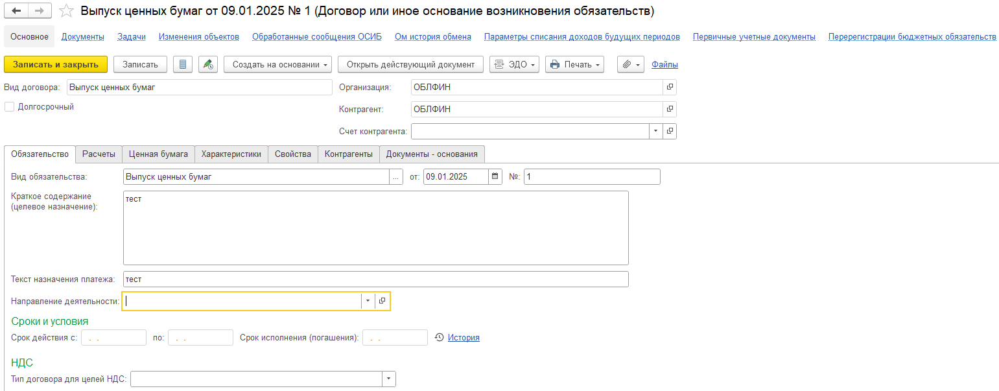 Выпуск ценных бумаг от 09.01.2025 № 1 (Договор или иное основание возникновения обязательств)
Основное Документы Задачи Изменения объектов Обработанные сообщения ОСИБ Ом история обмена Параметры списания доходов будущих периодов Первичные учетные документы Перерегистрации бюджетных обязательств
Записать и закрыть Записать Создать на основании Открыть действующий документ ЭДО Печать Файлы
Вид договора: Выпуск ценных бумаг Организация: ОБЛФИН
Долгосрочный Контрагент: ОБЛФИН
Счет контрагента:
Обязательство Расчеты Ценная бумага Характеристики Свойства Контрагенты Документы - основания
Вид обязательства: Выпуск ценных бумаг ... от: 09.01.2025 №: 1
Краткое содержание тест
(целевое назначение):
Текст назначения платежа: тест
Направление деятельности:
Сроки и условия
Срок действия с: . . по: . . Срок исполнения (погашения): . . История
НДС
Тип договора для целей НДС: